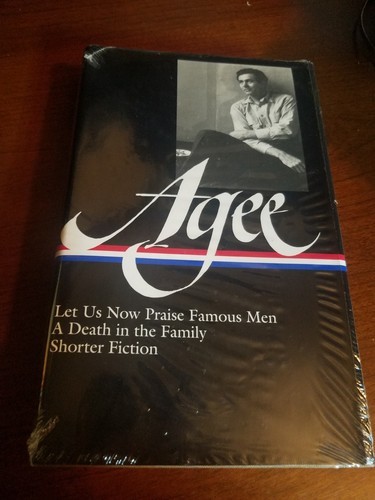 Agee
Let Us Now Praise Famous Men
A Death in the Family
Shorter Fiction